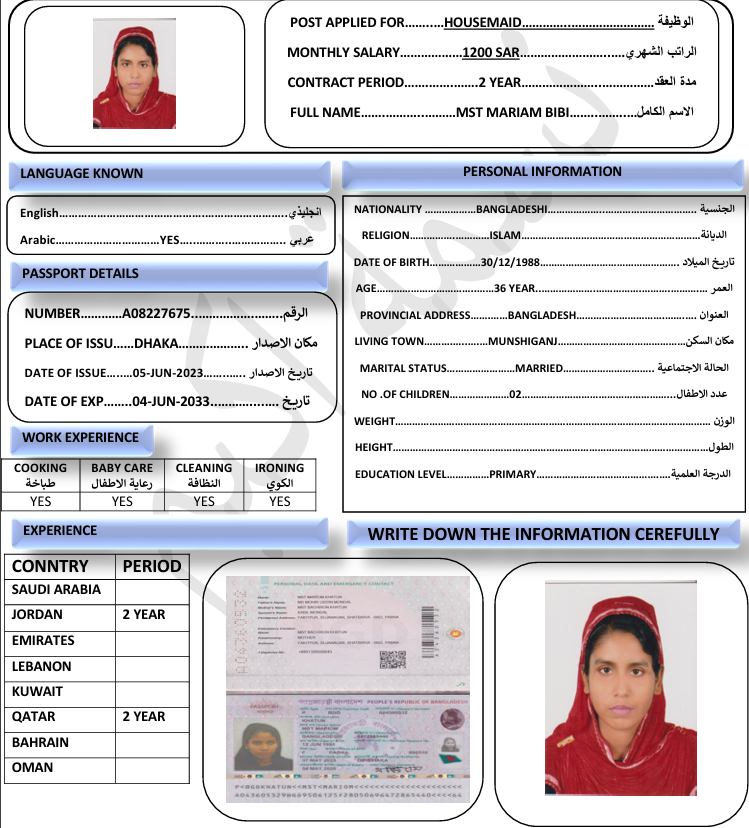 POST APPLIED FOR.........HOUSEMAID....................................... الوظيفة
MONTHLY SALARY..................1200 SAR...............................الراتب الشهري
CONTRACT PERIOD......................2 YEAR.......................................مدة العقد
FULL NAME............................MST MARIAM BIBI....................الاسم الكامل
LANGUAGE KNOWN
English...........................................................................انجليذي
Arabic..................................YES................................... عربي
PASSPORT DETAILS
NUMBER............A08227675........................الرقم
PLACE OF ISSU......DHAKA.................... مكان الاصدار
DATE OF ISSUE.......05-JUN-2023............ تاريخ الاصدار
DATE OF EXP........04-JUN-2033............... تاريخ
WORK EXPERIENCE
COOKING BABY CARE CLEANING IRONING
طباخة رعاية الاطفال النظافة الكوي
YES YES YES YES
EXPERIENCE
CONNTRY PERIOD
SAUDI ARABIA
JORDAN 2 YEAR
EMIRATES
LEBANON
KUWAIT
QATAR 2 YEAR
BAHRAIN
OMAN
PERSONAL INFORMATION
NATIONALITY .................BANGLADESHI.................................................. الجنسية
RELIGION...........................ISLAM............................................................الديانة
DATE OF BIRTH.................30/12/1988....................................................... تاريخ الميلاد
AGE.......................................36 YEAR........................................................ العمر
PROVINCIAL ADDRESS............BANGLADESH........................................العنوان
LIVING TOWN.....................MUNSHIGANJ.............................................مكان السكن
MARITAL STATUS.......................MARRIED....................................... الحالة الاجتماعية
NO .OF CHILDREN...................02..................................................عدد الاطفال
WEIGHT...................................................................................................الوزن
HEIGHT....................................................................................................الطول
EDUCATION LEVEL..............PRIMARY............................................الدرجة العلمية
WRITE DOWN THE INFORMATION CEREFULLY
PERSONAL DATA AND EMERGENCY CONTACT
PEOPLE'S REPUBLIC OF BANGLADESH
KHATUN
MST MARIOM